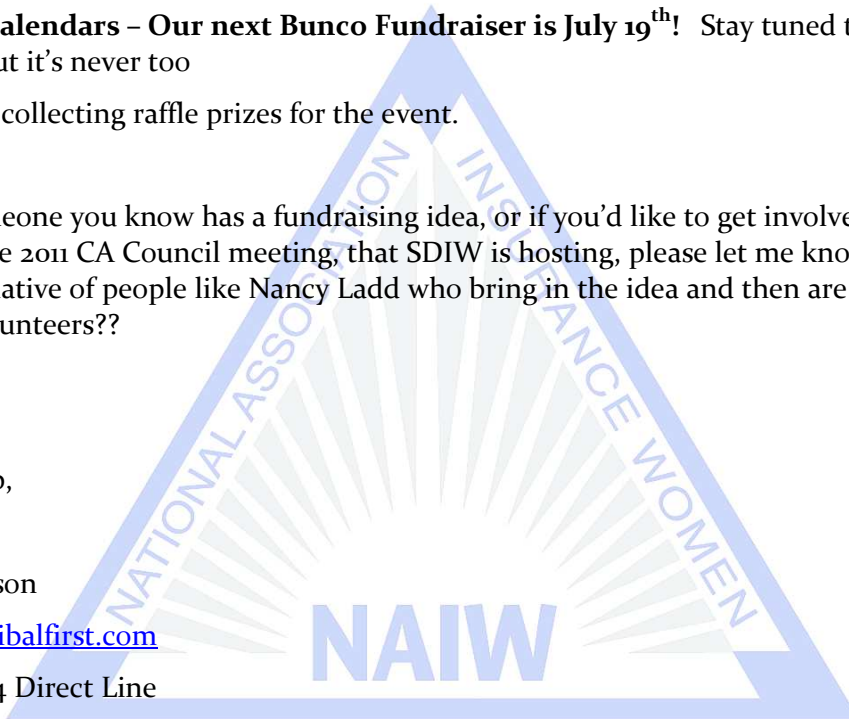 alendars – Our next Bunco Fundraiser is July 19th! Stay tuned t
ut it's never too
collecting raffle prizes for the event.
eone you know has a fundraising idea, or if you'd like to get involve
e 2011 CA Council meeting, that SDIW is hosting, please let me kno
ative of people like Nancy Ladd who bring in the idea and then are
unteers??
o,
son
ibalfirst.com
4 Direct Line
NATIONAL ASSOCIATION
INSURANCE WOMEN
NAIW